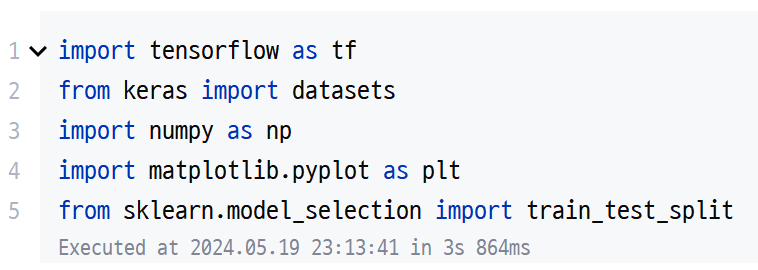 1 import tensorflow as tf
2 from keras import datasets
3 import numpy as np
4 import matplotlib.pyplot as plt
5 from sklearn.model_selection import train_test_split
Executed at 2024.05.19 23:13:41 in 3s 864ms